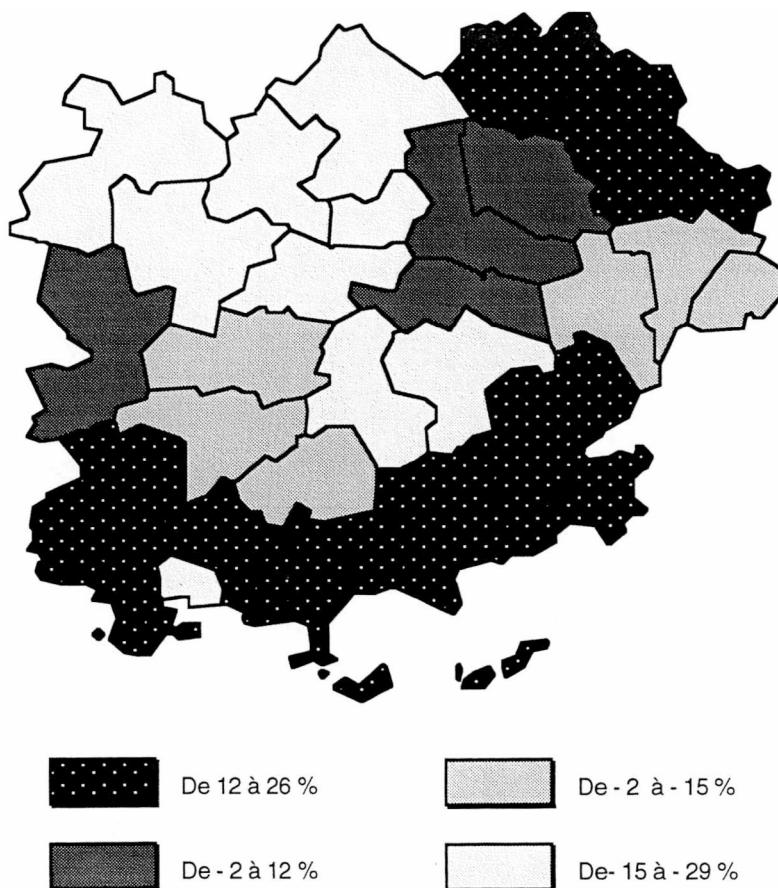 De 12 à 26 %
De - 2 à - 15 %
De - 2 à 12 %
De- 15 à - 29 %